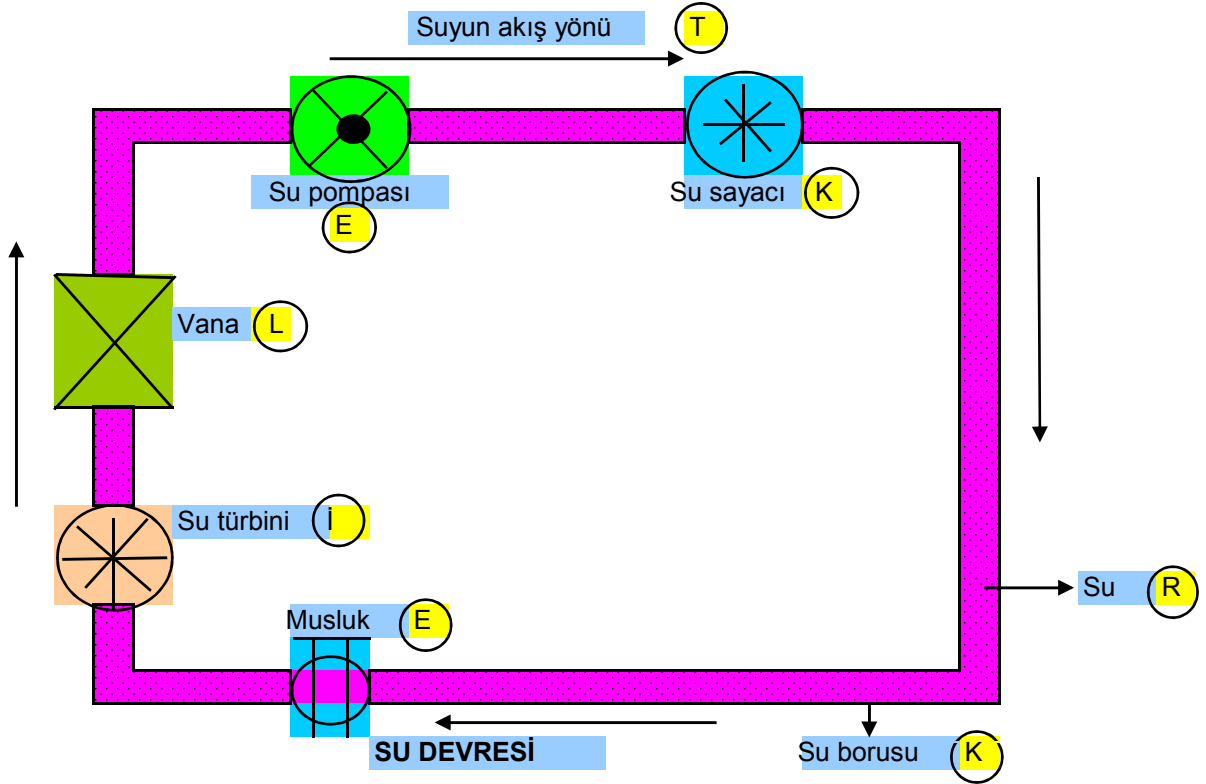 Suyun akış yönü T
Su pompası
E
Su sayacı K
Vana L
Su türbini İ
Su R
Musluk E
SU DEVRESİ
Su borusu K